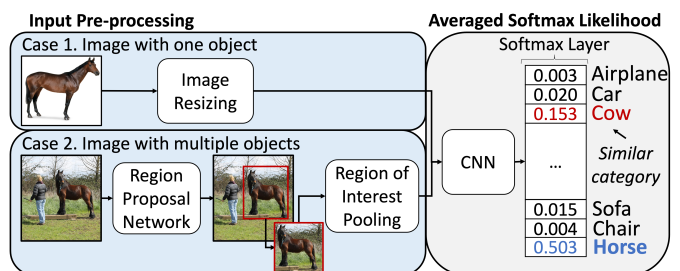 Input Pre-processing
Case 1. Image with one object
Image
Resizing
Case 2. Image with multiple objects
Region
Proposal
Network
Region of
Interest
Pooling
Averaged Softmax Likelihood
Softmax Layer
CNN
0.003 Airplane
0.020 Car
0.153 Cow
...
Similar
category
0.015 Sofa
0.004 Chair
0.503 Horse